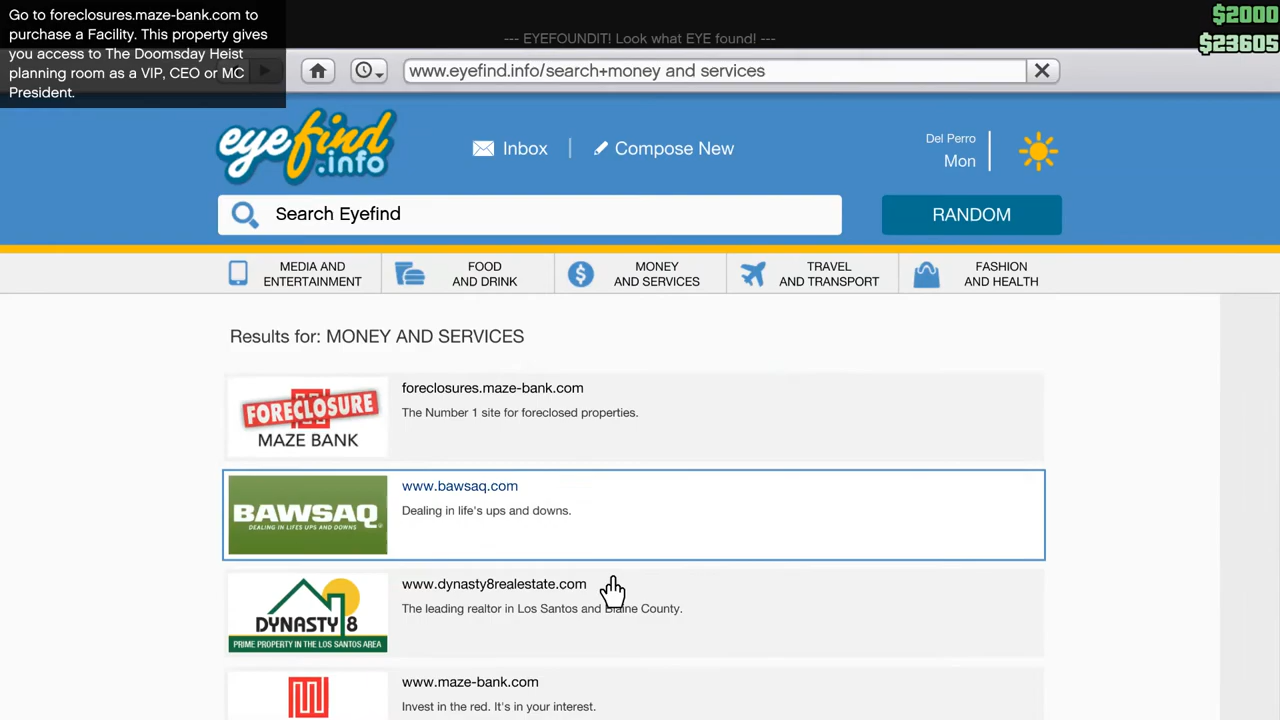 Go to foreclosures.maze-bank.com to
purchase a Facility. This property gives
you access to The Doomsday Heist
planning room as a VIP, CEO or MC
President.
$2000
$23605
--- EYEFOUNDIT! Look what EYE found! ---
www.eyefind.info/search+money and services
eyefind
.info
Inbox
Compose New
Del Perro
Mon
Search Eyefind
RANDOM
MEDIA AND
ENTERTAINMENT
FOOD
AND DRINK
MONEY
AND SERVICES
TRAVEL
AND TRANSPORT
FASHION
AND HEALTH
Results for: MONEY AND SERVICES
FORECLOSURE
MAZE BANK
foreclosures.maze-bank.com
The Number 1 site for foreclosed properties.
BAWSAQ
DEALING IN LIFE'S UPS AND DOWNS
www.bawsaq.com
Dealing in life's ups and downs.
DYNASTY 8
PRIME PROPERTY IN THE LOS SANTOS AREA
www.dynasty8realestate.com
The leading realtor in Los Santos and Blaine County.
www.maze-bank.com
Invest in the red. It's in your interest.